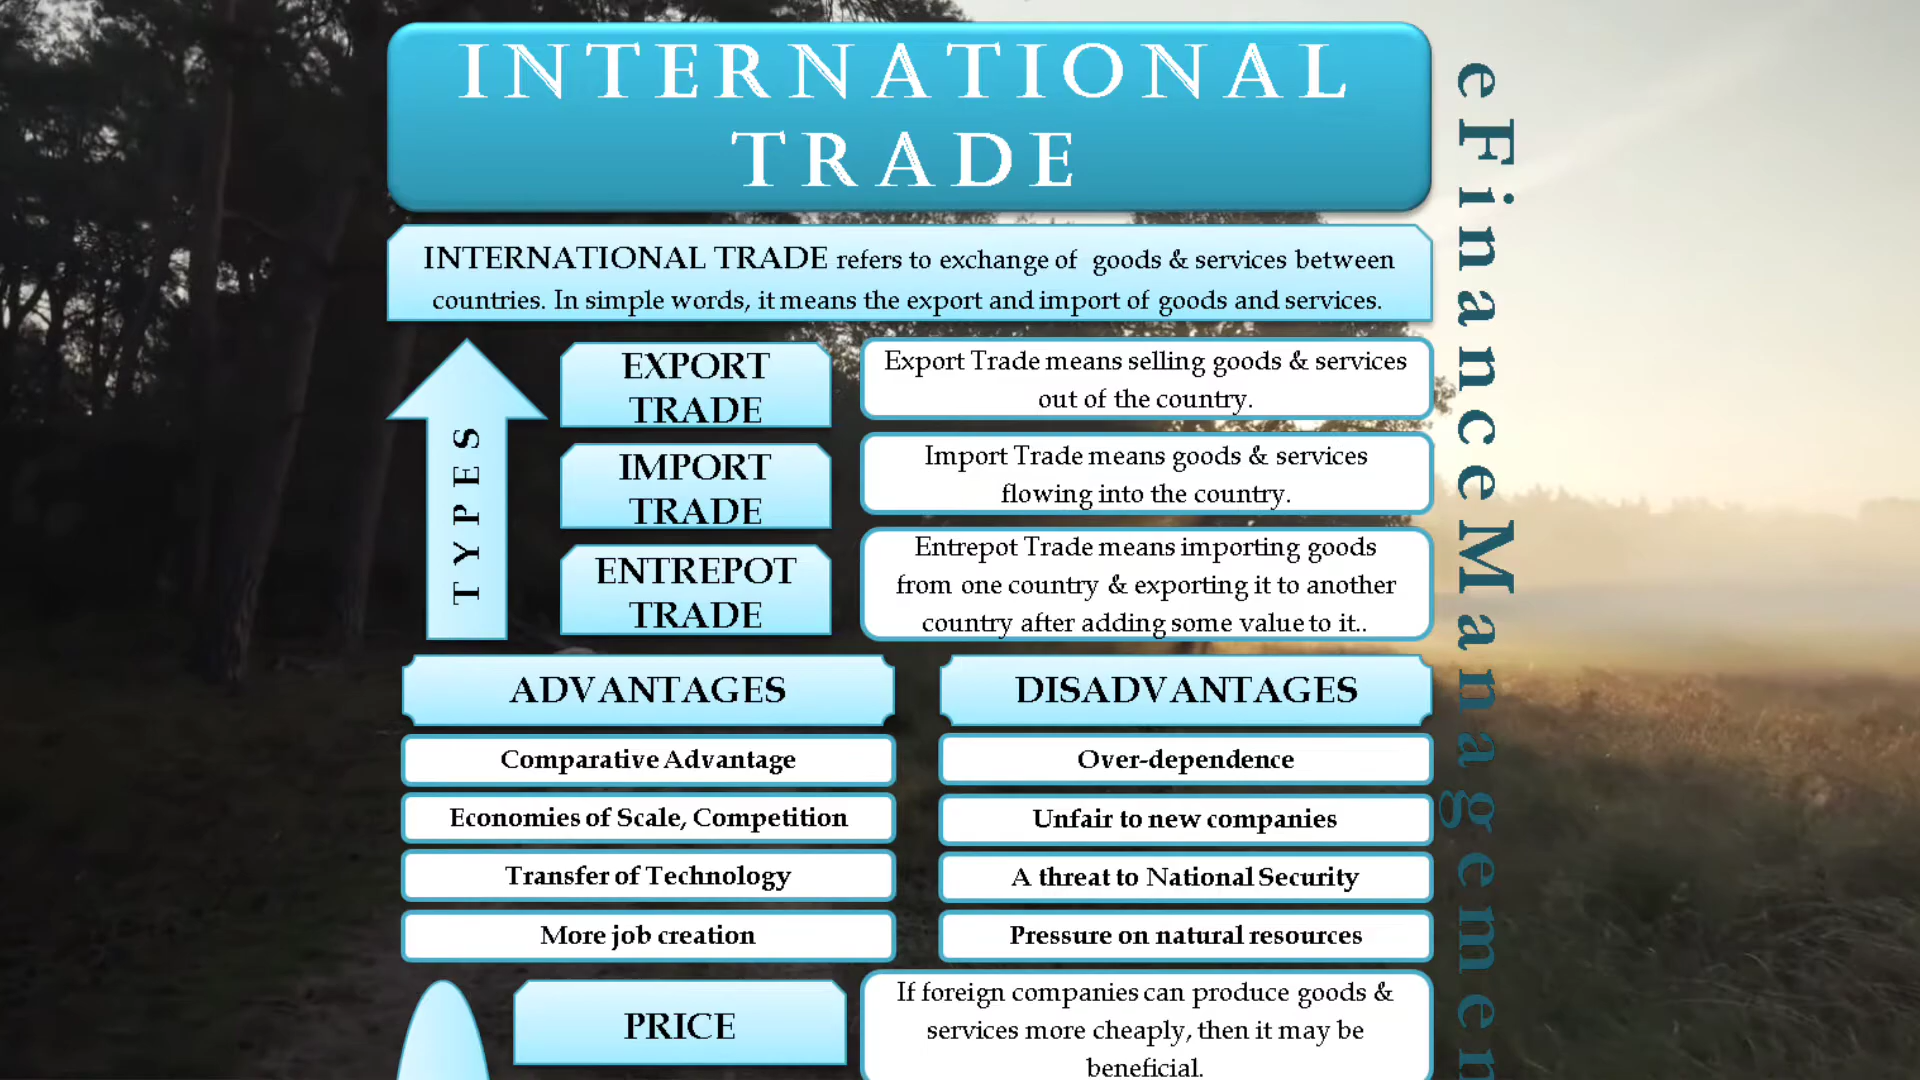 INTERNATIONAL
TRADE
INTERNATIONAL TRADE refers to exchange of goods & services between
countries. In simple words, it means the export and import of goods and services.
TYPES
EXPORT
TRADE
Export Trade means selling goods & services
out of the country.
IMPORT
TRADE
Import Trade means goods & services
flowing into the country.
ENTREPOT
TRADE
Entrepot Trade means importing goods
from one country & exporting it to another
country after adding some value to it..
ADVANTAGES
Comparative Advantage
Economies of Scale, Competition
Transfer of Technology
More job creation
DISADVANTAGES
Over-dependence
Unfair to new companies
A threat to National Security
Pressure on natural resources
PRICE
If foreign companies can produce goods &
services more cheaply, then it may be
beneficial.
eFinanceManagemen